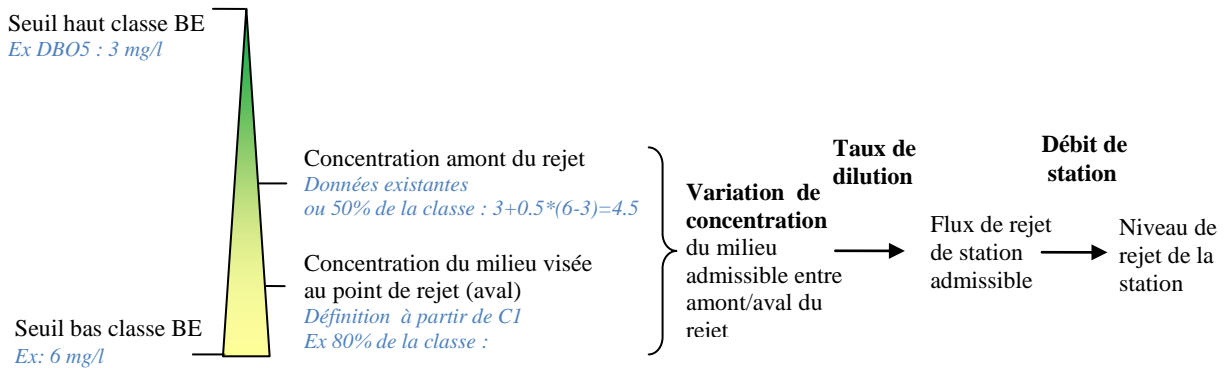 Seuil haut classe BE
Ex DBO5 : 3 mg/l
Concentration amont du rejet
Données existantes
ou 50% de la classe : 3+0.5*(6-3)=4.5
Concentration du milieu visée
au point de rejet (aval)
Définition à partir de C1
Ex 80% de la classe :
Seuil bas classe BE
Ex: 6 mg/l
Variation de
concentration
du milieu
admissible entre
amont/aval du
rejet
Taux de
dilution
Flux de rejet
de station
admissible
Débit de
station
Niveau de
rejet de la
station